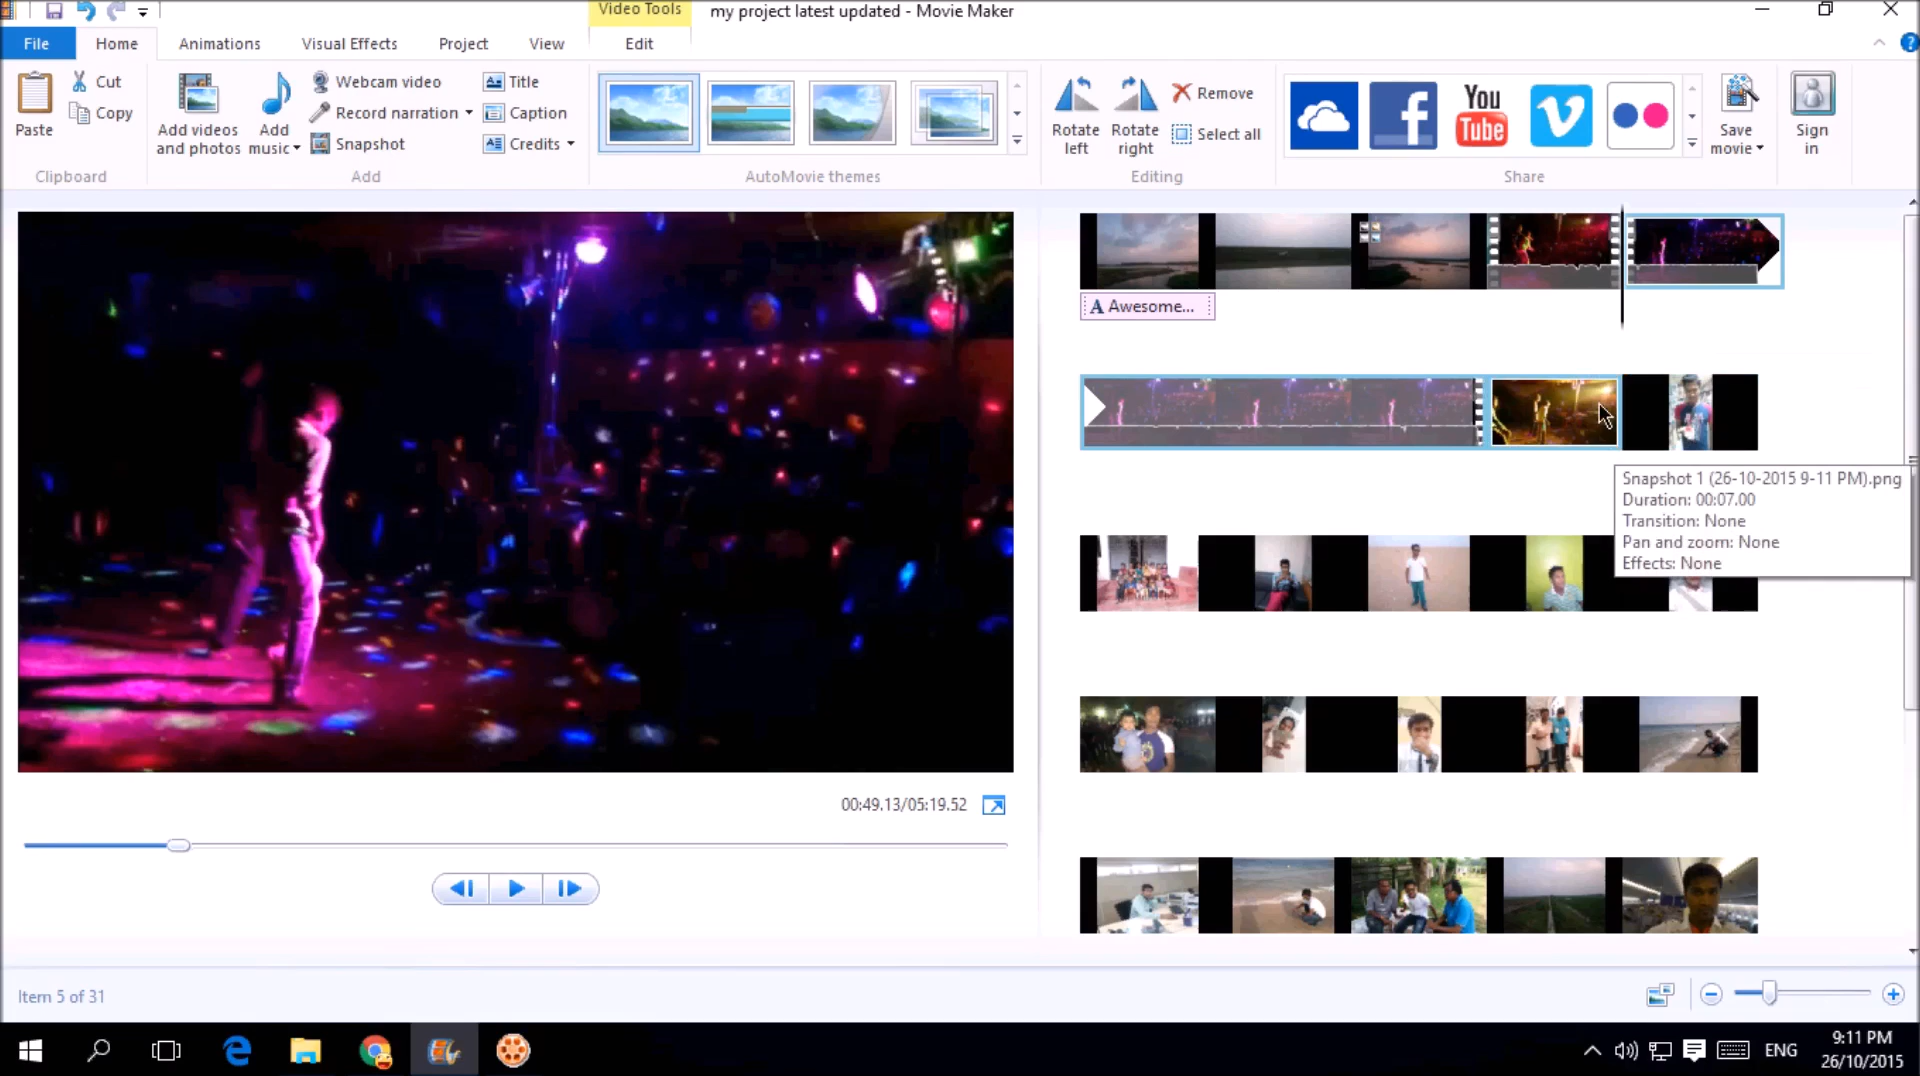 Video Tools
my project latest updated - Movie Maker
File
Home
Animations
Visual Effects
Project
View
Edit
Paste
Cut
Copy
Clipboard
Add videos
and photos
Add
music
Webcam video
Record narration
Snapshot
Title
Caption
Credits
Add
AutoMovie themes
Rotate
left
Rotate
right
Remove
Select all
Editing
You
Tube
Share
Save
movie
Sign
in
A Awesome...
Snapshot 1 (26-10-2015 9-11 PM).png
Duration: 00:07.00
Transition: None
Pan and zoom: None
Effects: None
00:49.13/05:19.52
Item 5 of 31
ENG
9:11 PM
26/10/2015